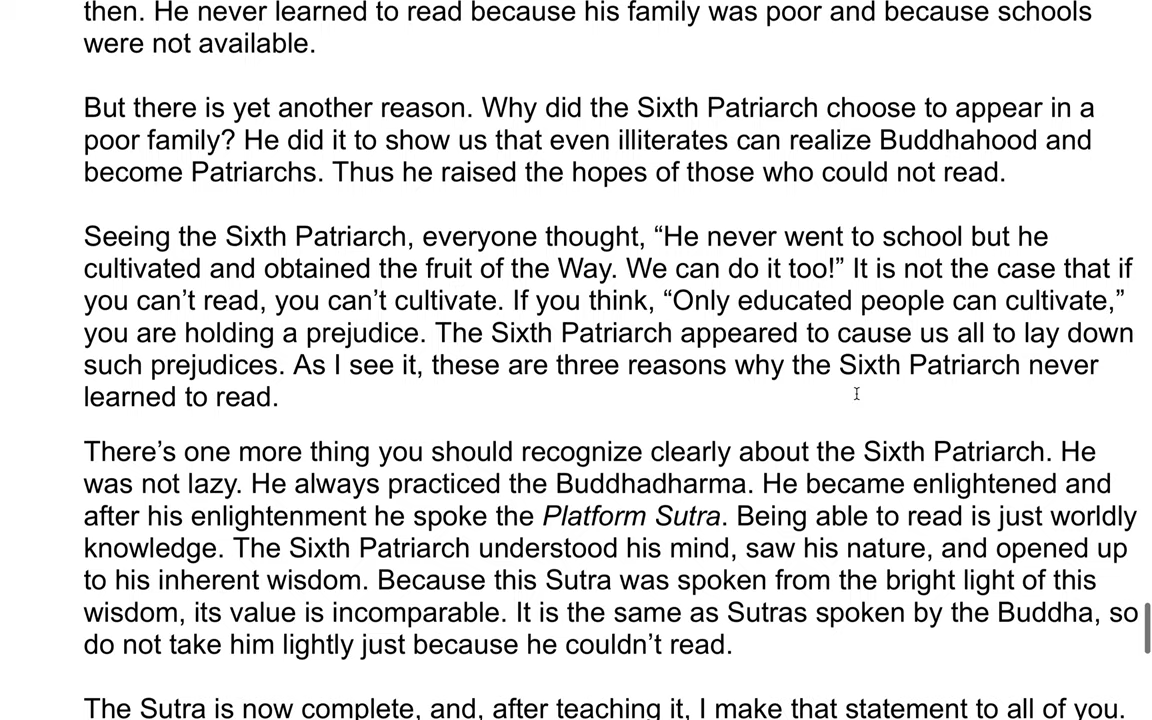 then. He never learned to read because his family was poor and because schools
were not available.
But there is yet another reason. Why did the Sixth Patriarch choose to appear in a
poor family? He did it to show us that even illiterates can realize Buddhahood and
become Patriarchs. Thus he raised the hopes of those who could not read.
Seeing the Sixth Patriarch, everyone thought, “He never went to school but he
cultivated and obtained the fruit of the Way. We can do it too!” It is not the case that if
you can’t read, you can’t cultivate. If you think, “Only educated people can cultivate,”
you are holding a prejudice. The Sixth Patriarch appeared to cause us all to lay down
such prejudices. As I see it, these are three reasons why the Sixth Patriarch never
learned to read.
There’s one more thing you should recognize clearly about the Sixth Patriarch. He
was not lazy. He always practiced the Buddhadharma. He became enlightened and
after his enlightenment he spoke the Platform Sutra. Being able to read is just worldly
knowledge. The Sixth Patriarch understood his mind, saw his nature, and opened up
to his inherent wisdom. Because this Sutra was spoken from the bright light of this
wisdom, its value is incomparable. It is the same as Sutras spoken by the Buddha, so
do not take him lightly just because he couldn’t read.
The Sutra is now complete, and, after teaching it, I make that statement to all of you.